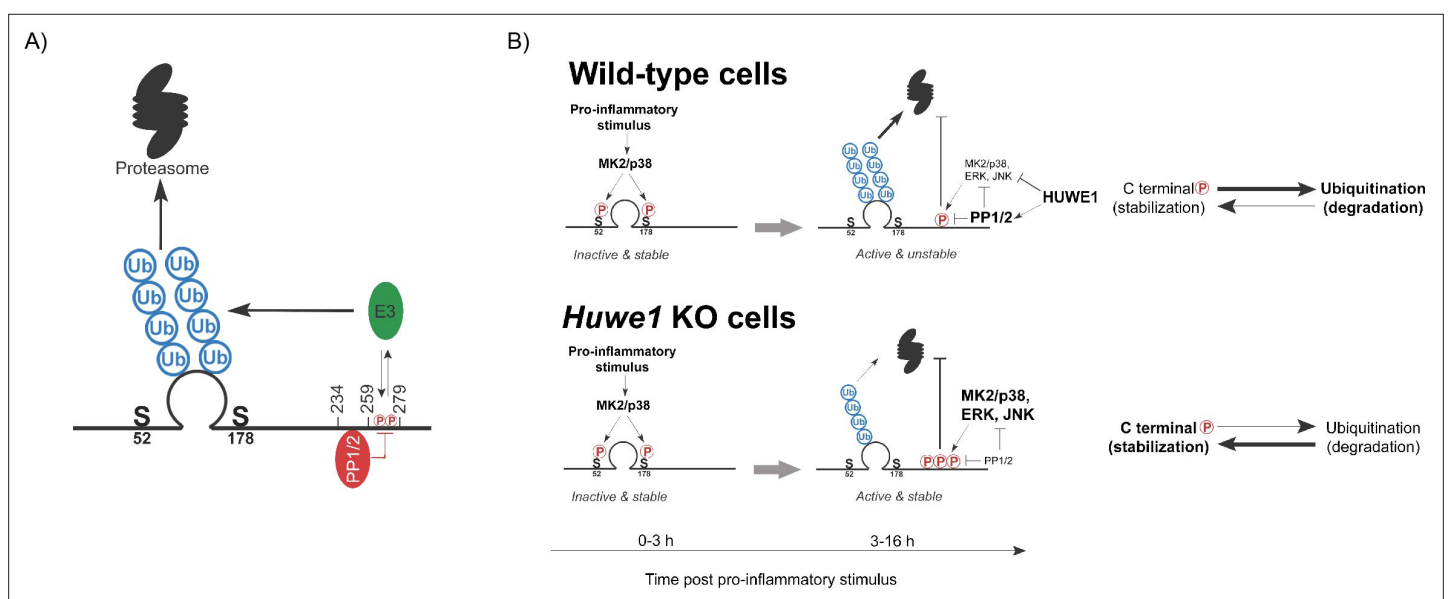 A)
Proteasome
Ub Ub
Ub Ub
Ub Ub
Ub Ub
E3
234
259
279
S S
P P
52 178
PP1/2
B)
Wild-type cells
Pro-inflammatory
stimulus
MK2/p38
P P
S S
52 178
Inactive & stable
Ub Ub
Ub Ub
Ub Ub
Ub Ub
MK2/p38,
ERK, JNK
HUWE1
P PP1/2
S S
52 178
Active & unstable
C terminal P
(stabilization)
Ubiquitination
(degradation)
Huwe1 KO cells
Pro-inflammatory
stimulus
MK2/p38
P P
S S
52 178
Inactive & stable
Ub
Ub
Ub
Ub
MK2/p38,
ERK, JNK
P P P PP1/2
S S
52 178
Active & stable
C terminal P
(stabilization)
Ubiquitination
(degradation)
0-3 h 3-16 h
Time post pro-inflammatory stimulus